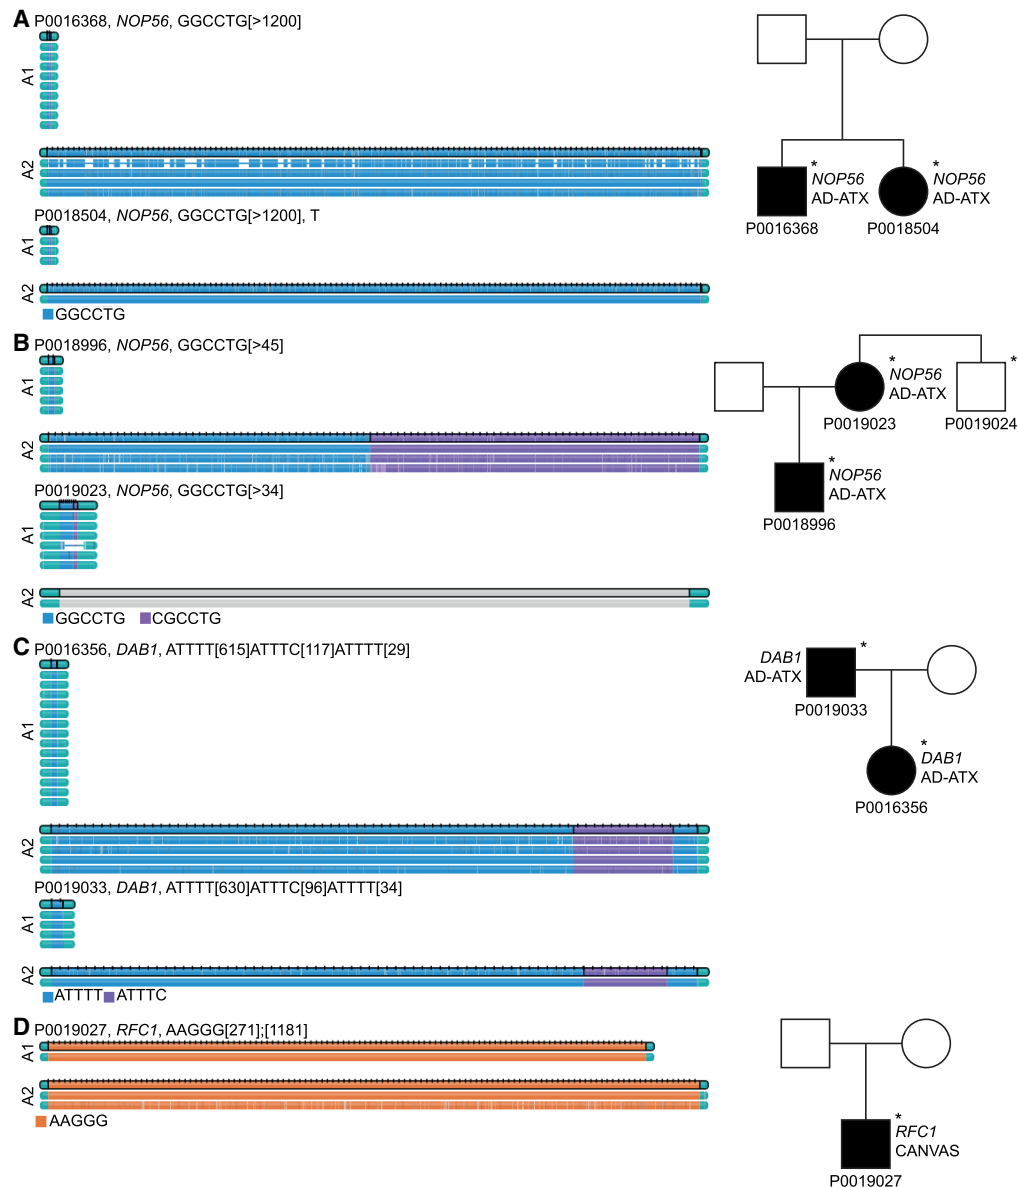 A P0016368, NOP56, GGCCTG[>1200]
A1
A2
P0018504, NOP56, GGCCTG[>1200], T
A1
A2
GGCCTG
*
NOP56
AD-ATX
P0016368
*
NOP56
AD-ATX
P0018504
B P0018996, NOP56, GGCCTG[>45]
A1
A2
P0019023, NOP56, GGCCTG[>34]
A1
A2
GGCCTG CGCCTG
*
NOP56
AD-ATX
P0019023
*
P0019024
*
NOP56
AD-ATX
P0018996
C P0016356, DAB1, ATTTT[615]ATTTC[117]ATTTT[29]
A1
A2
P0019033, DAB1, ATTTT[630]ATTTC[96]ATTTT[34]
A1
A2
ATTTT ATTTC
*
DAB1
AD-ATX
P0019033
*
DAB1
AD-ATX
P0016356
D P0019027, RFC1, AAGGG[271];[1181]
A1
A2
AAGGG
*
RFC1
CANVAS
P0019027